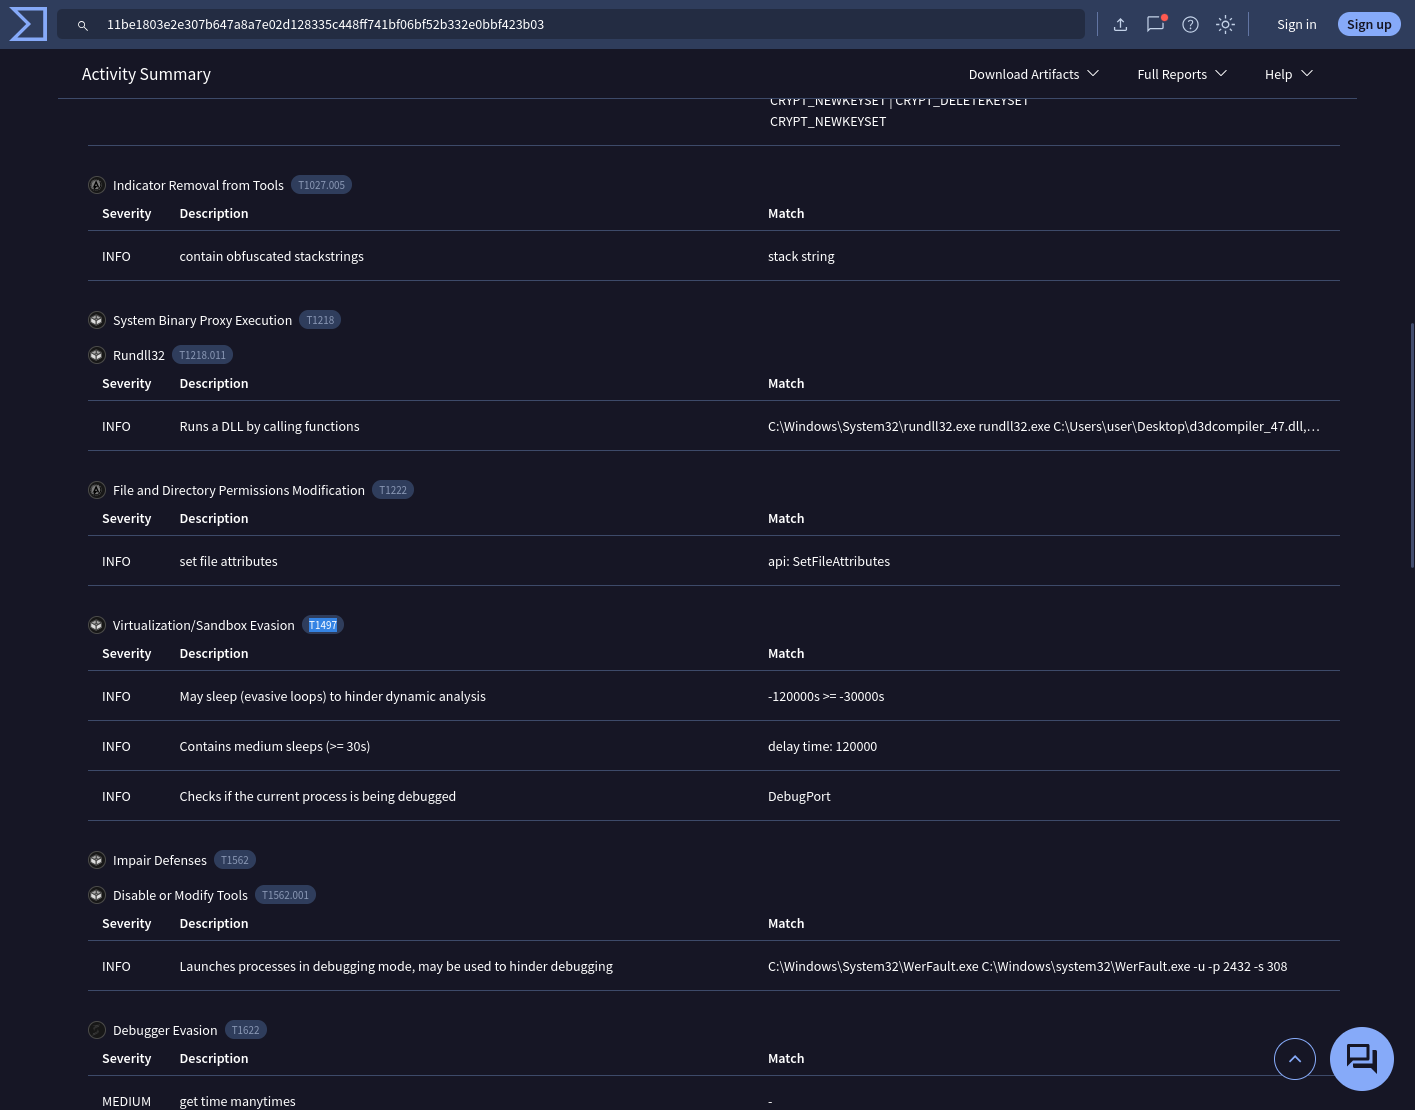 11be1803e2e307b647a8a7e02d128335c448ff741bf06bf52b332e0bbf423b03
Sign in
Sign up
Activity Summary
Download Artifacts
Full Reports
Help
CRYPT_NEWKEYSET | CRYPT_DELETEKEYSET
CRYPT_NEWKEYSET
Indicator Removal from Tools T1027.005
Severity Description Match
INFO contain obfuscated stackstrings stack string
System Binary Proxy Execution T1218
Rundll32 T1218.011
Severity Description Match
INFO Runs a DLL by calling functions C:\Windows\System32\rundll32.exe rundll32.exe C:\Users\user\Desktop\d3dcompiler_47.dll,…
File and Directory Permissions Modification T1222
Severity Description Match
INFO set file attributes api: SetFileAttributes
Virtualization/Sandbox Evasion T1497
Severity Description Match
INFO May sleep (evasive loops) to hinder dynamic analysis -120000s >= -30000s
INFO Contains medium sleeps (>= 30s) delay time: 120000
INFO Checks if the current process is being debugged DebugPort
Impair Defenses T1562
Disable or Modify Tools T1562.001
Severity Description Match
INFO Launches processes in debugging mode, may be used to hinder debugging C:\Windows\System32\WerFault.exe C:\Windows\system32\WerFault.exe -u -p 2432 -s 308
Debugger Evasion T1622
Severity Description Match
MEDIUM get time manytimes -